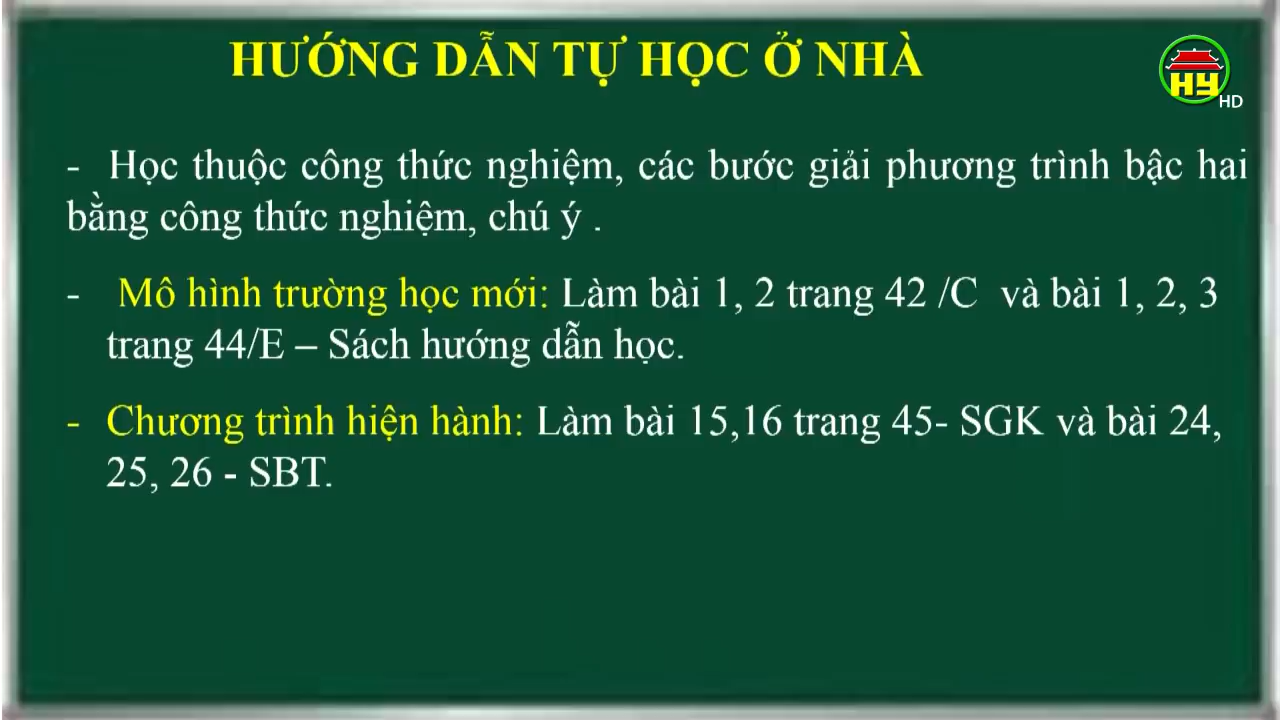 HƯỚNG DẪN TỰ HỌC Ở NHÀ
HY
HD
- Học thuộc công thức nghiệm, các bước giải phương trình bậc hai
bằng công thức nghiệm, chú ý .
- Mô hình trường học mới: Làm bài 1, 2 trang 42 /C và bài 1, 2, 3
trang 44/E – Sách hướng dẫn học.
- Chương trình hiện hành: Làm bài 15,16 trang 45- SGK và bài 24,
25, 26 - SBT.